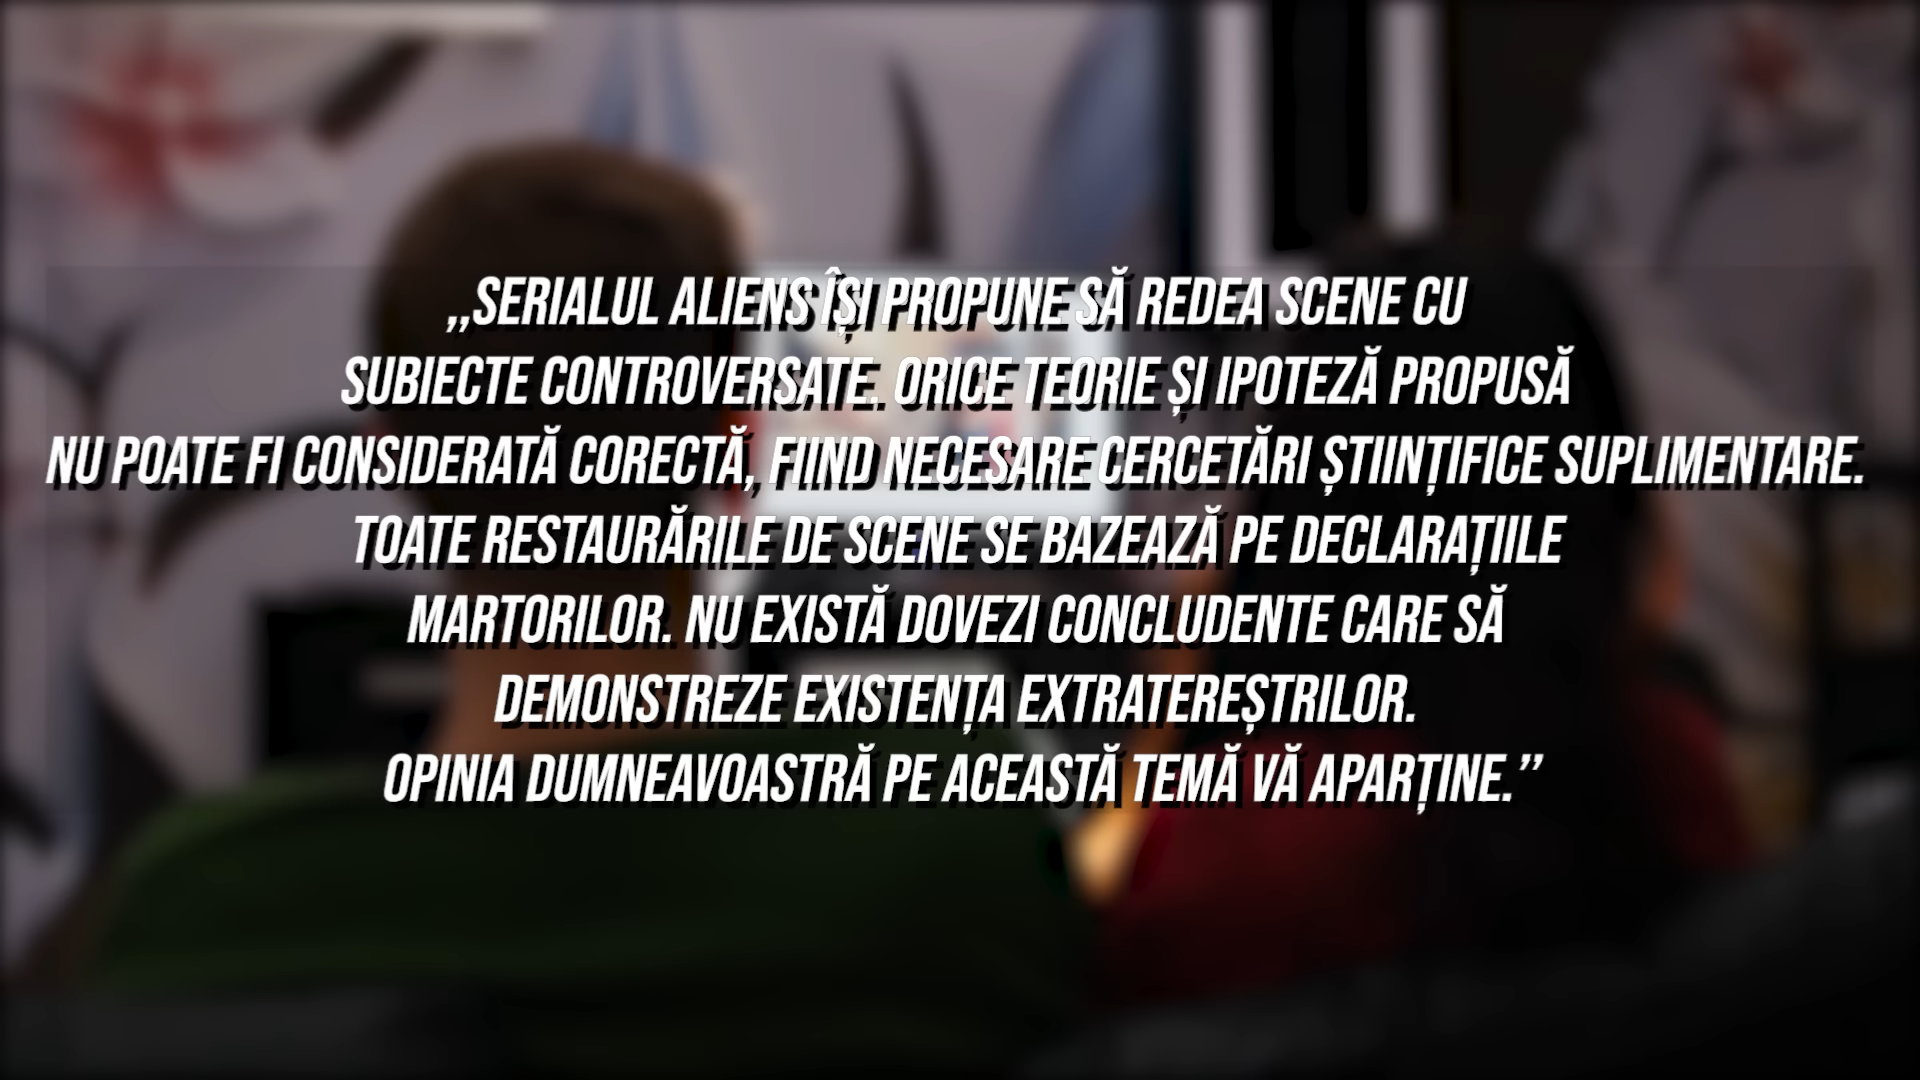 „SERIALUL ALIENS ÎȘI PROPUNE SĂ REDEA SCENE CU
SUBIECTE CONTROVERSATE. ORICE TEORIE ȘI IPOTEZĂ PROPUSĂ
NU POATE FI CONSIDERATĂ CORECTĂ, FIIND NECESARE CERCETĂRI ȘTIINȚIFICE SUPLIMENTARE.
TOATE RESTAURĂRILE DE SCENE SE BAZEAZĂ PE DECLARAȚIILE
MARTORILOR. NU EXISTĂ DOVEZI CONCLUDENTE CARE SĂ
DEMONSTREZE EXISTENȚA EXTRATEREȘTRILOR.
OPINIA DUMNEAVOASTRĂ PE ACEASTĂ TEMĂ VĂ APARȚINE.”